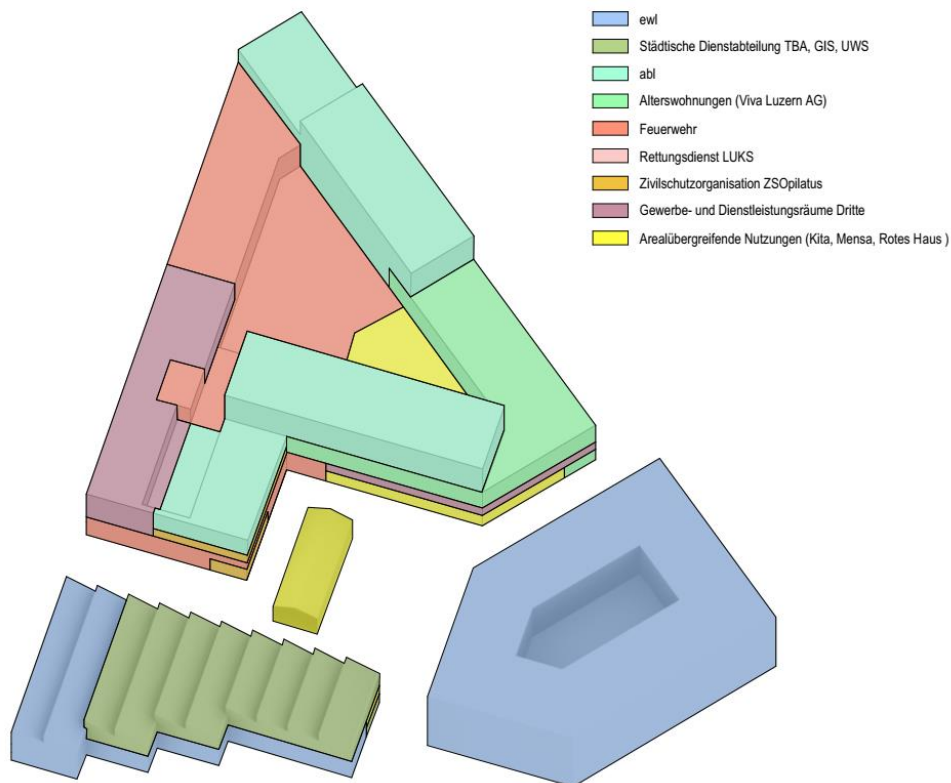 ewl
Städtische Dienstabteilung TBA, GIS, UWS
abl
Alterswohnungen (Viva Luzern AG)
Feuerwehr
Rettungsdienst LUKS
Zivilschutzorganisation ZSOpilatus
Gewerbe- und Dienstleistungsräume Dritte
Arealübergreifende Nutzungen (Kita, Mensa, Rotes Haus )